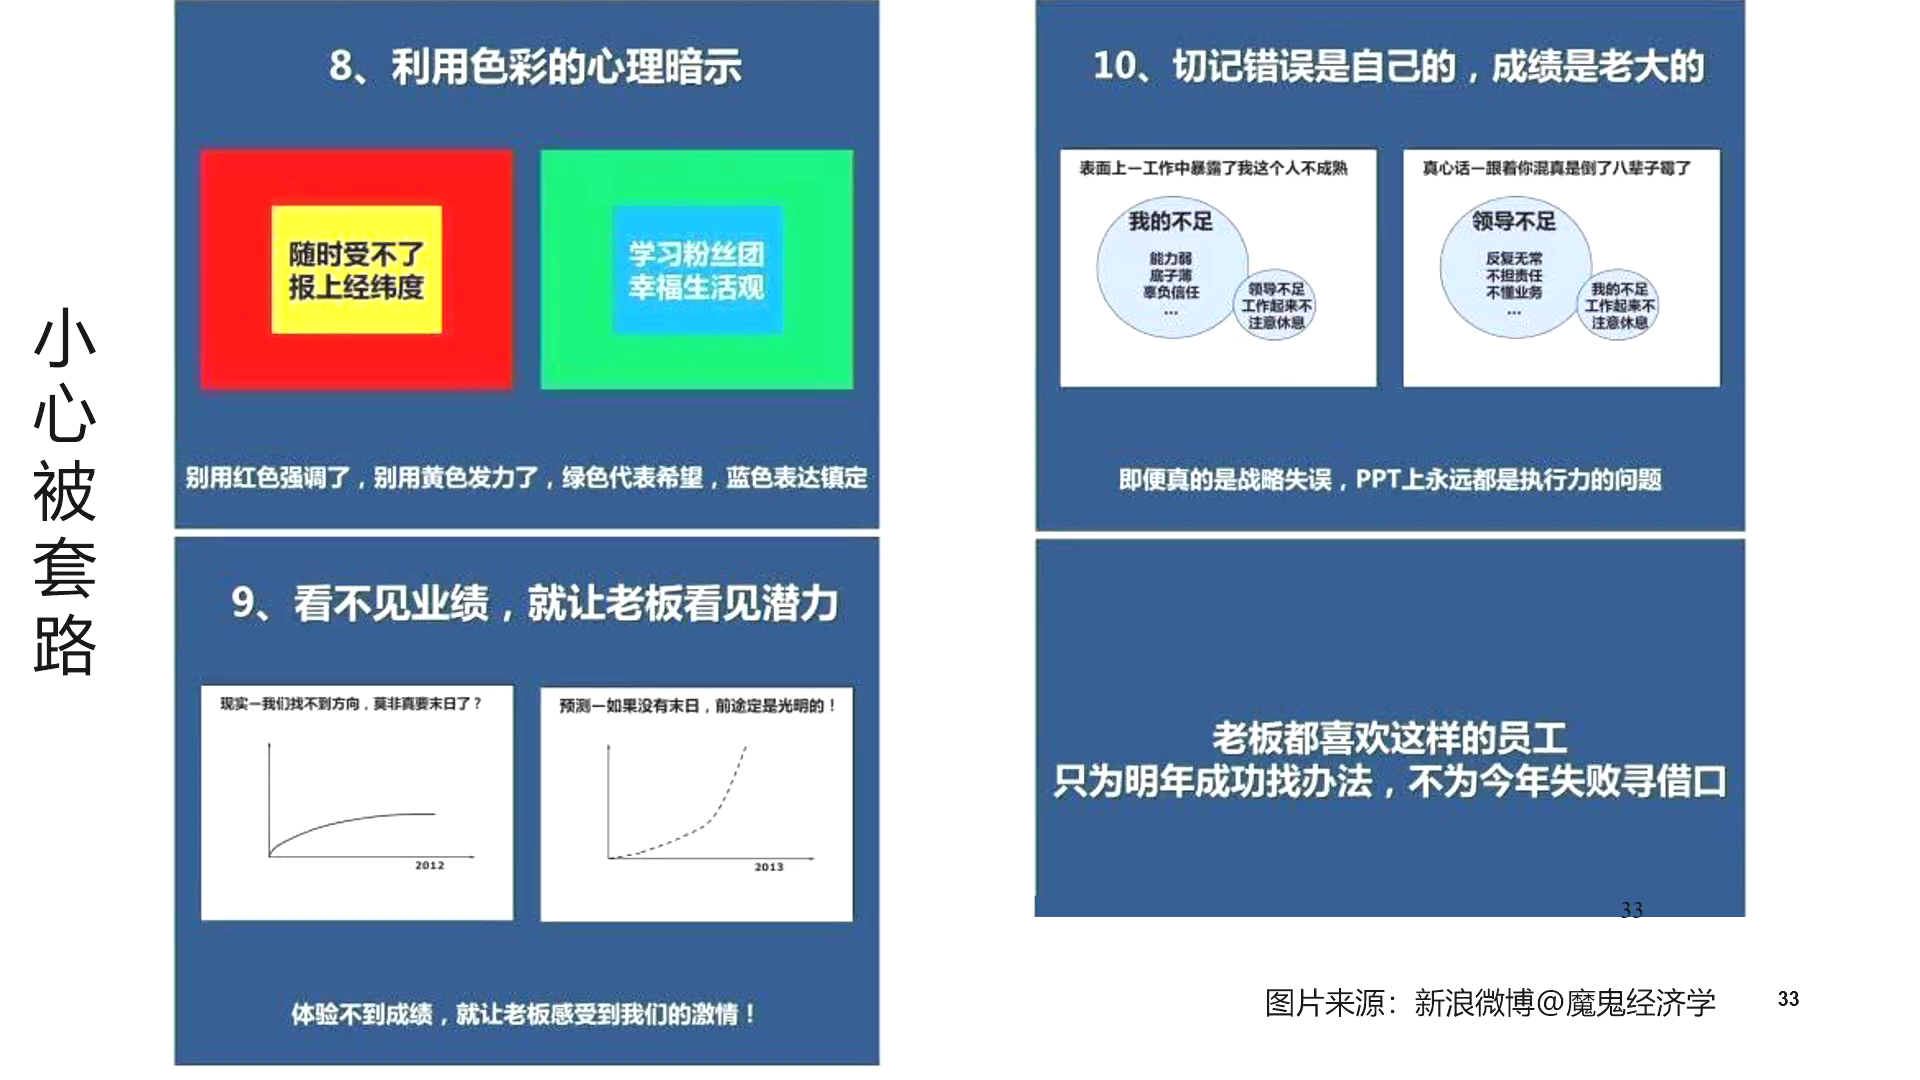 小心被套路
8、利用色彩的心理暗示
随时受不了
报上经纬度
学习粉丝团
幸福生活观
别用红色强调了，别用黄色发力了，绿色代表希望，蓝色表达镇定
9、看不见业绩，就让老板看见潜力
现实—我们找不到方向，莫非真要末日了？
2012
预测—如果没有末日，前途定是光明的！
2013
体验不到成绩，就让老板感受到我们的激情！
10、切记错误是自己的，成绩是老大的
表面上—工作中暴露了我这个人不成熟
我的不足
能力弱
底子薄
辜负信任
...
领导不足
工作起来不
注意休息
真心话—跟着你混真是倒了八辈子霉了
领导不足
反复无常
不担责任
不懂业务
...
我的不足
工作起来不
注意休息
即便真的是战略失误，PPT上永远都是执行力的问题
老板都喜欢这样的员工
只为明年成功找办法，不为今年失败寻借口
33
图片来源：新浪微博@魔鬼经济学
33